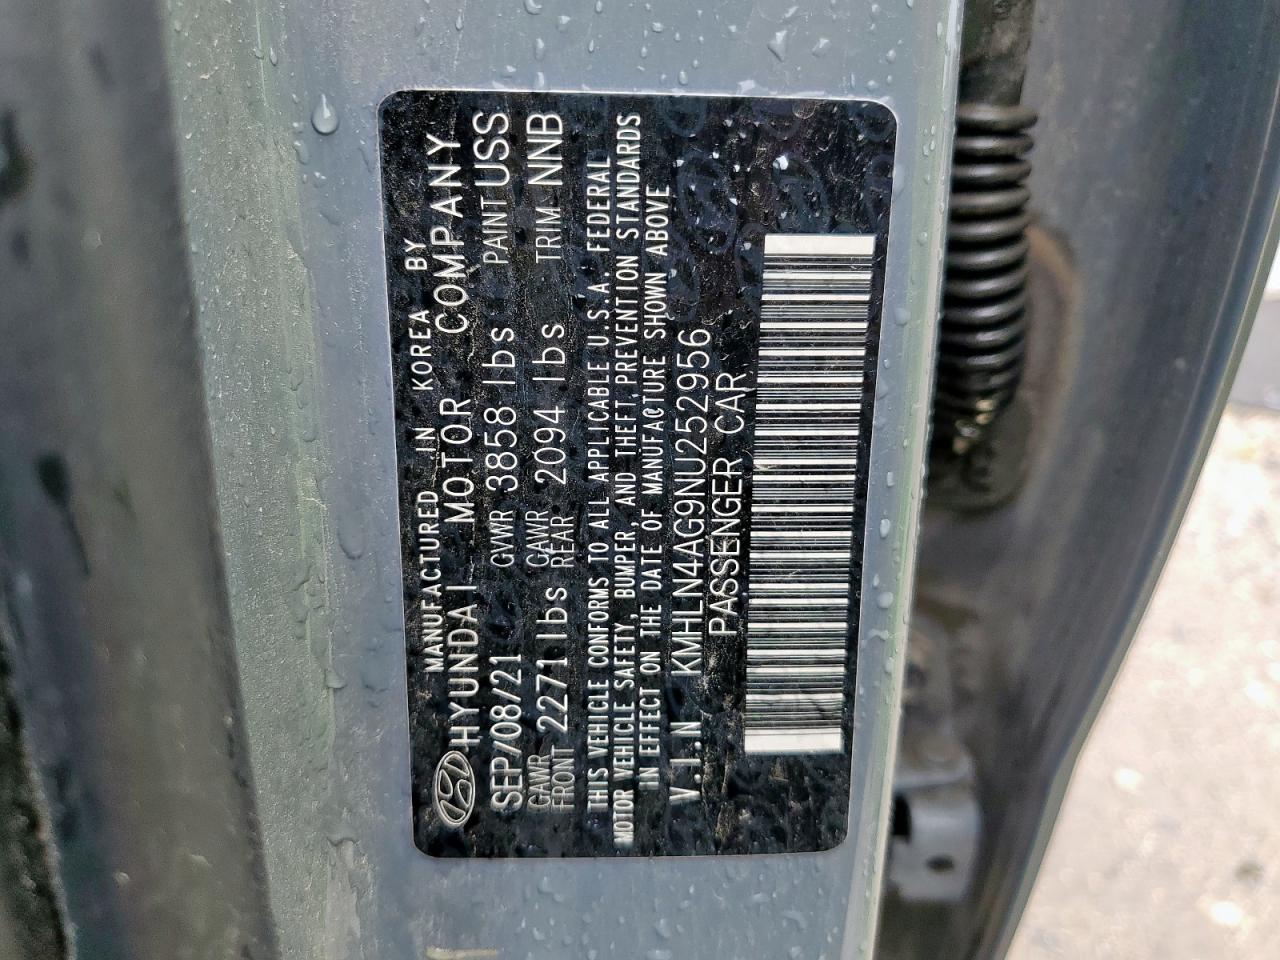 MANUFACTURED IN KOREA BY
HYUNDAI MOTOR COMPANY
SEP/08/21 GVWR 3858 lbs PAINT USS
GAWR FRONT 2271 lbs GAWR REAR 2094 lbs TRIM NNB
THIS VEHICLE CONFORMS TO ALL APPLICABLE U.S.A. FEDERAL
MOTOR VEHICLE SAFETY, BUMPER, AND THEFT PREVENTION STANDARDS
IN EFFECT ON THE DATE OF MANUFACTURE SHOWN ABOVE
V.I.N KMHLN4AG9NU252956
PASSENGER CAR